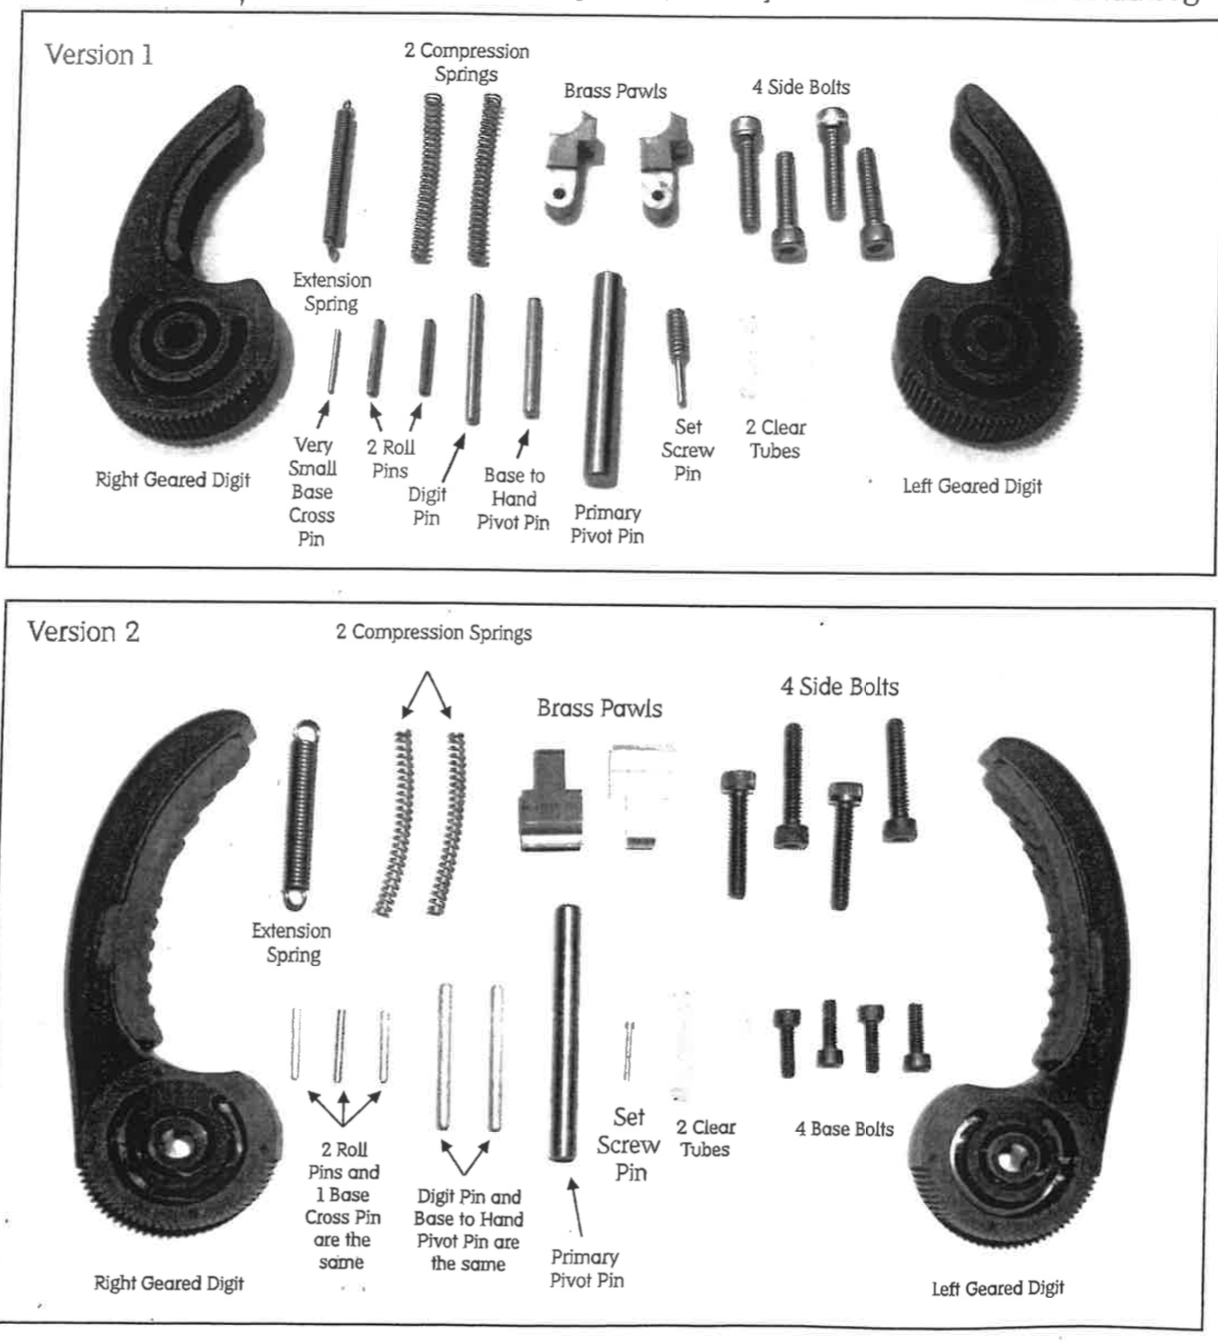 Version 1
2 Compression
Springs
Brass Pawls
4 Side Bolts
Extension
Spring
Very
Small
Base
Cross
Pin
2 Roll
Pins
Digit
Pin
Base to
Hand
Pivot Pin
Primary
Pivot Pin
Set
Screw
Pin
2 Clear
Tubes
Right Geared Digit
Left Geared Digit
Version 2
2 Compression Springs
Brass Pawls
4 Side Bolts
Extension
Spring
2 Roll
Pins and
1 Base
Cross Pin
are the
same
Digit Pin and
Base to Hand
Pivot Pin are
the same
Primary
Pivot Pin
Set
Screw
Pin
2 Clear
Tubes
4 Base Bolts
Right Geared Digit
Left Geared Digit